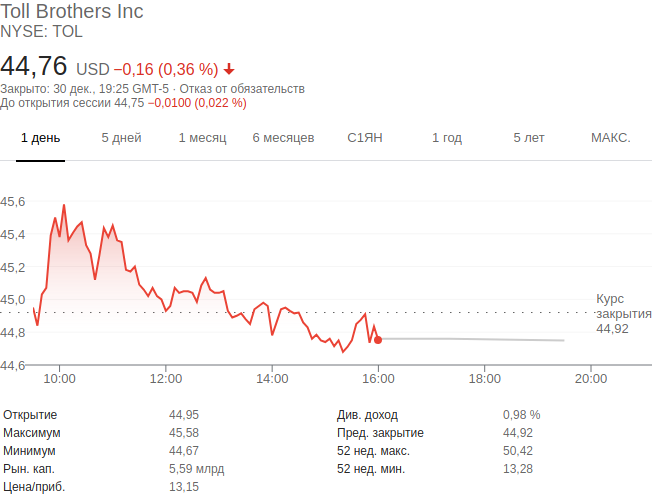 Toll Brothers Inc
NYSE: TOL
44,76 USD −0,16 (0,36 %)
Закрыто: 30 дек., 19:25 GMT-5 · Отказ от обязательств
До открытия сессии 44,75 −0,0100 (0,022 %)
1 день 5 дней 1 месяц 6 месяцев С1ЯН 1 год 5 лет МАКС.
45,6
45,4
45,2
45,0
Курс
закрытия
44,92
44,8
44,6
10:00 12:00 14:00 16:00 18:00 20:00
Открытие 44,95 Див. доход 0,98 %
Максимум 45,58 Пред. закрытие 44,92
Минимум 44,67 52 нед. макс. 50,42
Рын. кап. 5,59 млрд 52 нед. мин. 13,28
Цена/приб. 13,15